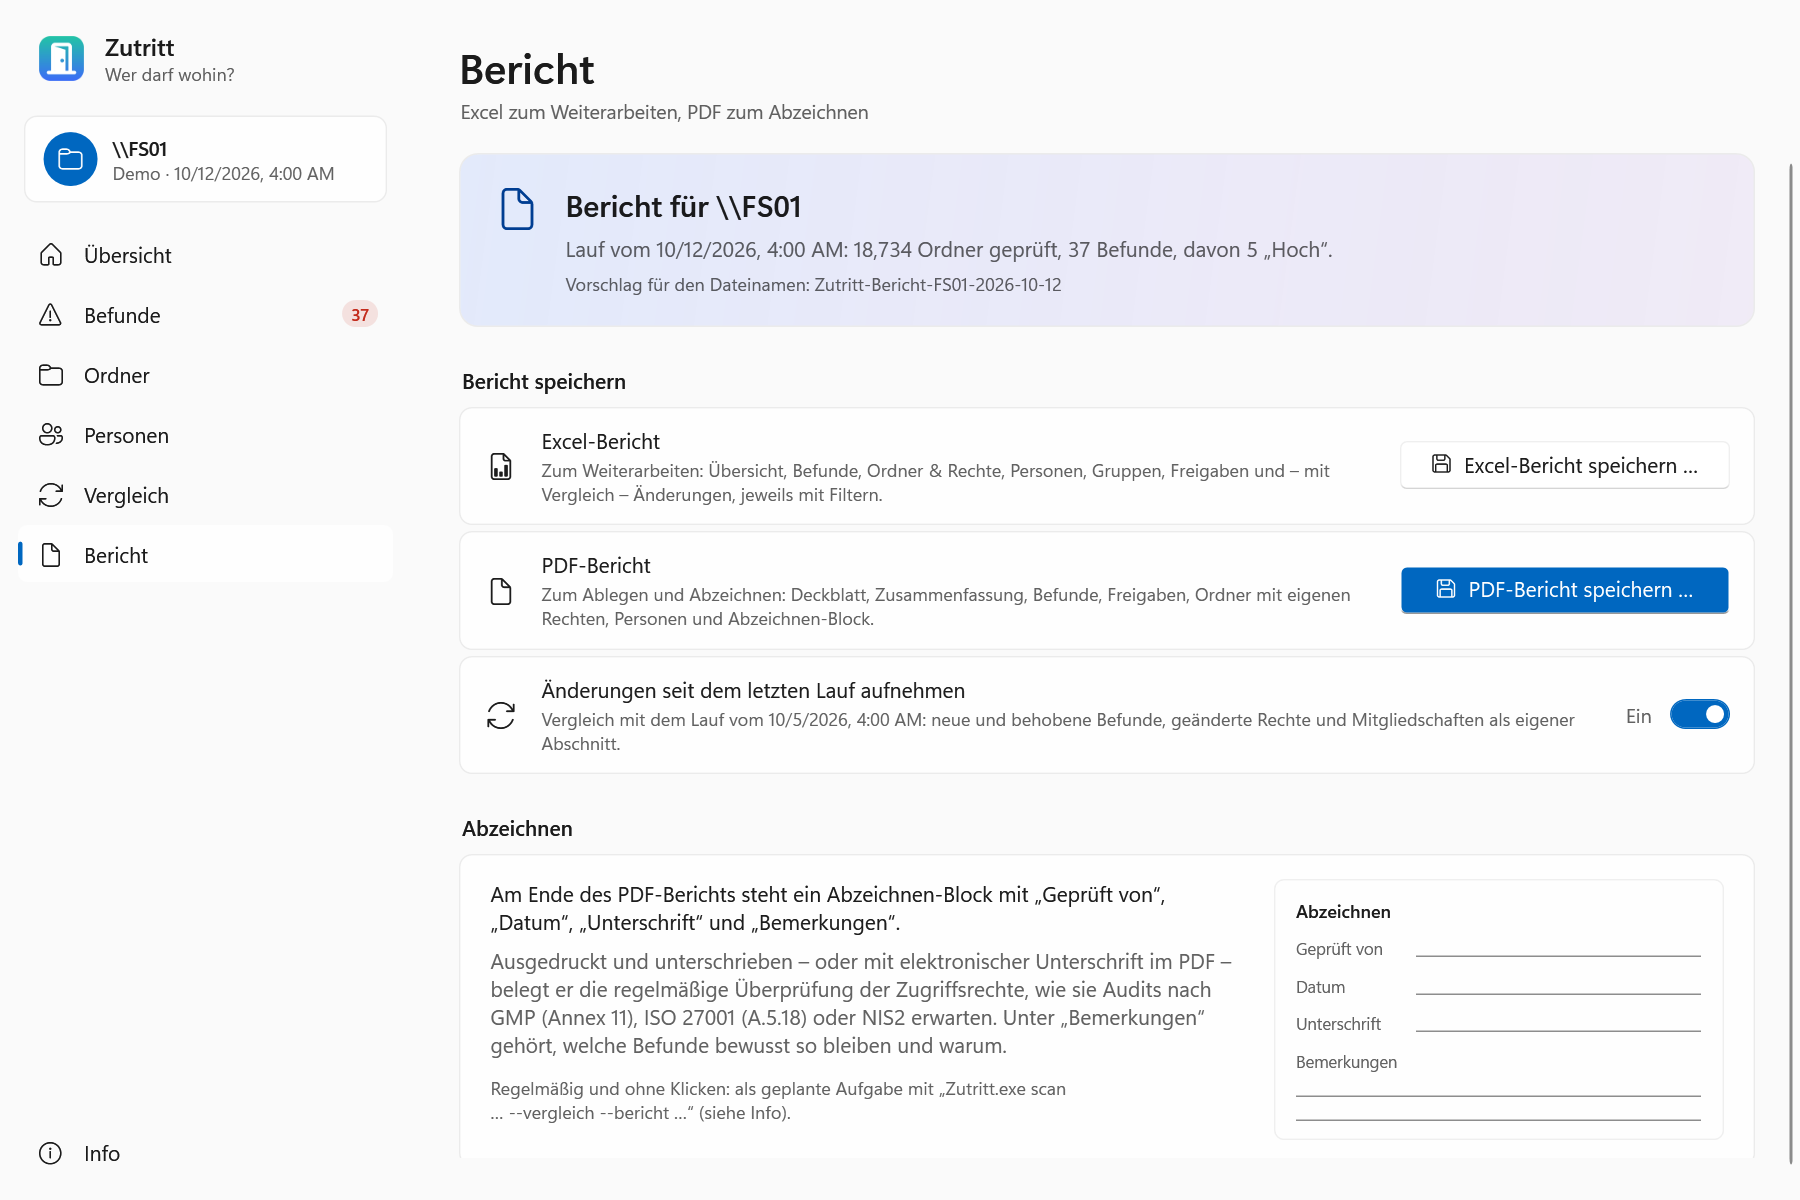 Zutritt
Wer darf wohin?
\\FS01
Demo · 10/12/2026, 4:00 AM
Übersicht
Befunde
37
Ordner
Personen
Vergleich
Bericht
Info
Bericht
Excel zum Weiterarbeiten, PDF zum Abzeichnen
Bericht für \\FS01
Lauf vom 10/12/2026, 4:00 AM: 18,734 Ordner geprüft, 37 Befunde, davon 5 „Hoch“.
Vorschlag für den Dateinamen: Zutritt-Bericht-FS01-2026-10-12
Bericht speichern
Excel-Bericht
Zum Weiterarbeiten: Übersicht, Befunde, Ordner & Rechte, Personen, Gruppen, Freigaben und – mit
Vergleich – Änderungen, jeweils mit Filtern.
Excel-Bericht speichern ...
PDF-Bericht
Zum Ablegen und Abzeichnen: Deckblatt, Zusammenfassung, Befunde, Freigaben, Ordner mit eigenen
Rechten, Personen und Abzeichnen-Block.
PDF-Bericht speichern ...
Änderungen seit dem letzten Lauf aufnehmen
Vergleich mit dem Lauf vom 10/5/2026, 4:00 AM: neue und behobene Befunde, geänderte Rechte und Mitgliedschaften als eigener
Abschnitt.
Ein
Abzeichnen
Am Ende des PDF-Berichts steht ein Abzeichnen-Block mit „Geprüft von“,
„Datum“, „Unterschrift“ und „Bemerkungen“.
Ausgedruckt und unterschrieben – oder mit elektronischer Unterschrift im PDF –
belegt er die regelmäßige Überprüfung der Zugriffsrechte, wie sie Audits nach
GMP (Annex 11), ISO 27001 (A.5.18) oder NIS2 erwarten. Unter „Bemerkungen“
gehört, welche Befunde bewusst so bleiben und warum.
Regelmäßig und ohne Klicken: als geplante Aufgabe mit „Zutritt.exe scan
... --vergleich --bericht ...“ (siehe Info).
Abzeichnen
Geprüft von
Datum
Unterschrift
Bemerkungen